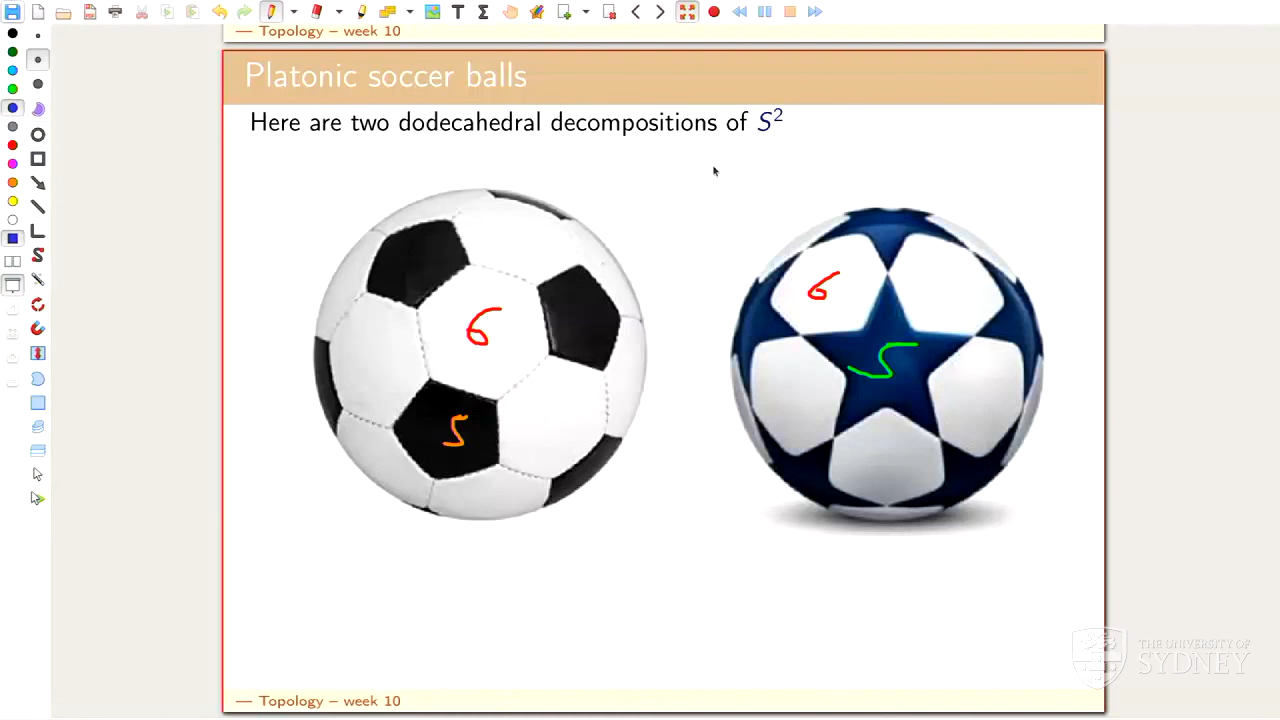 — Topology – week 10
Platonic soccer balls
Here are two dodecahedral decompositions of S²
6
6
5
5
THE UNIVERSITY OF
SYDNEY
— Topology – week 10